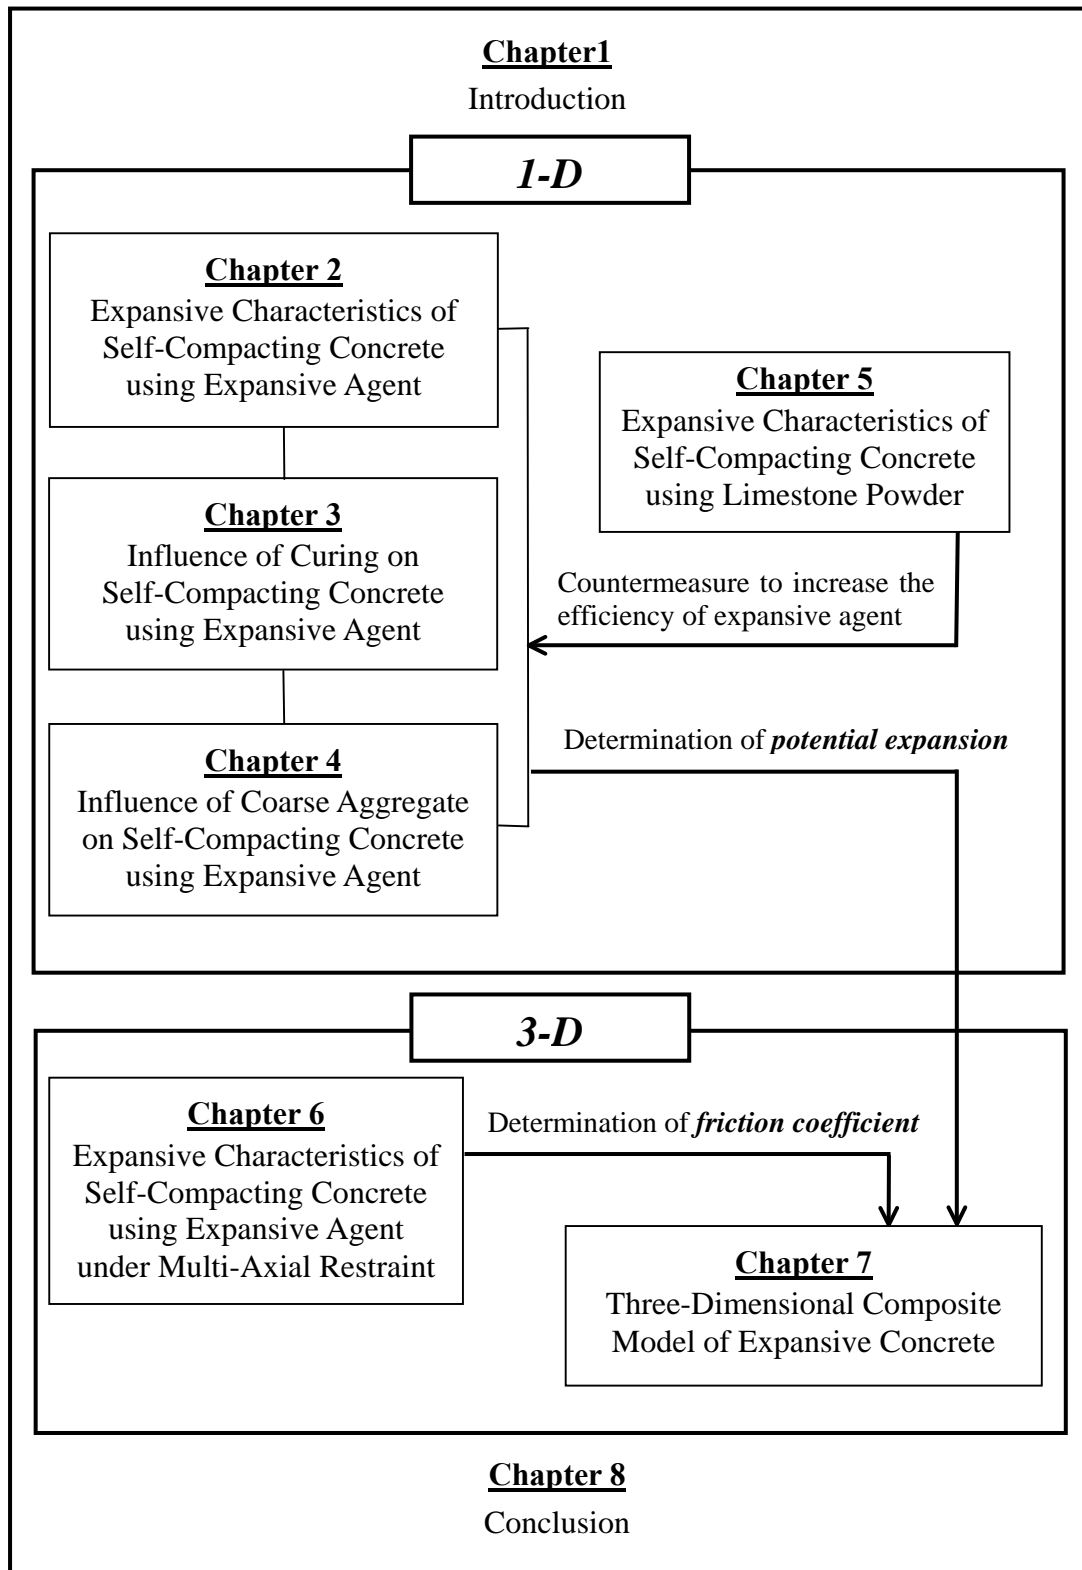 Chapter1
Introduction
1-D
Chapter 2
Expansive Characteristics of
Self-Compacting Concrete
using Expansive Agent
Chapter 3
Influence of Curing on
Self-Compacting Concrete
using Expansive Agent
Chapter 4
Influence of Coarse Aggregate
on Self-Compacting Concrete
using Expansive Agent
Chapter 5
Expansive Characteristics of
Self-Compacting Concrete
using Limestone Powder
Countermeasure to increase the
efficiency of expansive agent
Determination of potential expansion
3-D
Chapter 6
Expansive Characteristics of
Self-Compacting Concrete
using Expansive Agent
under Multi-Axial Restraint
Determination of friction coefficient
Chapter 7
Three-Dimensional Composite
Model of Expansive Concrete
Chapter 8
Conclusion